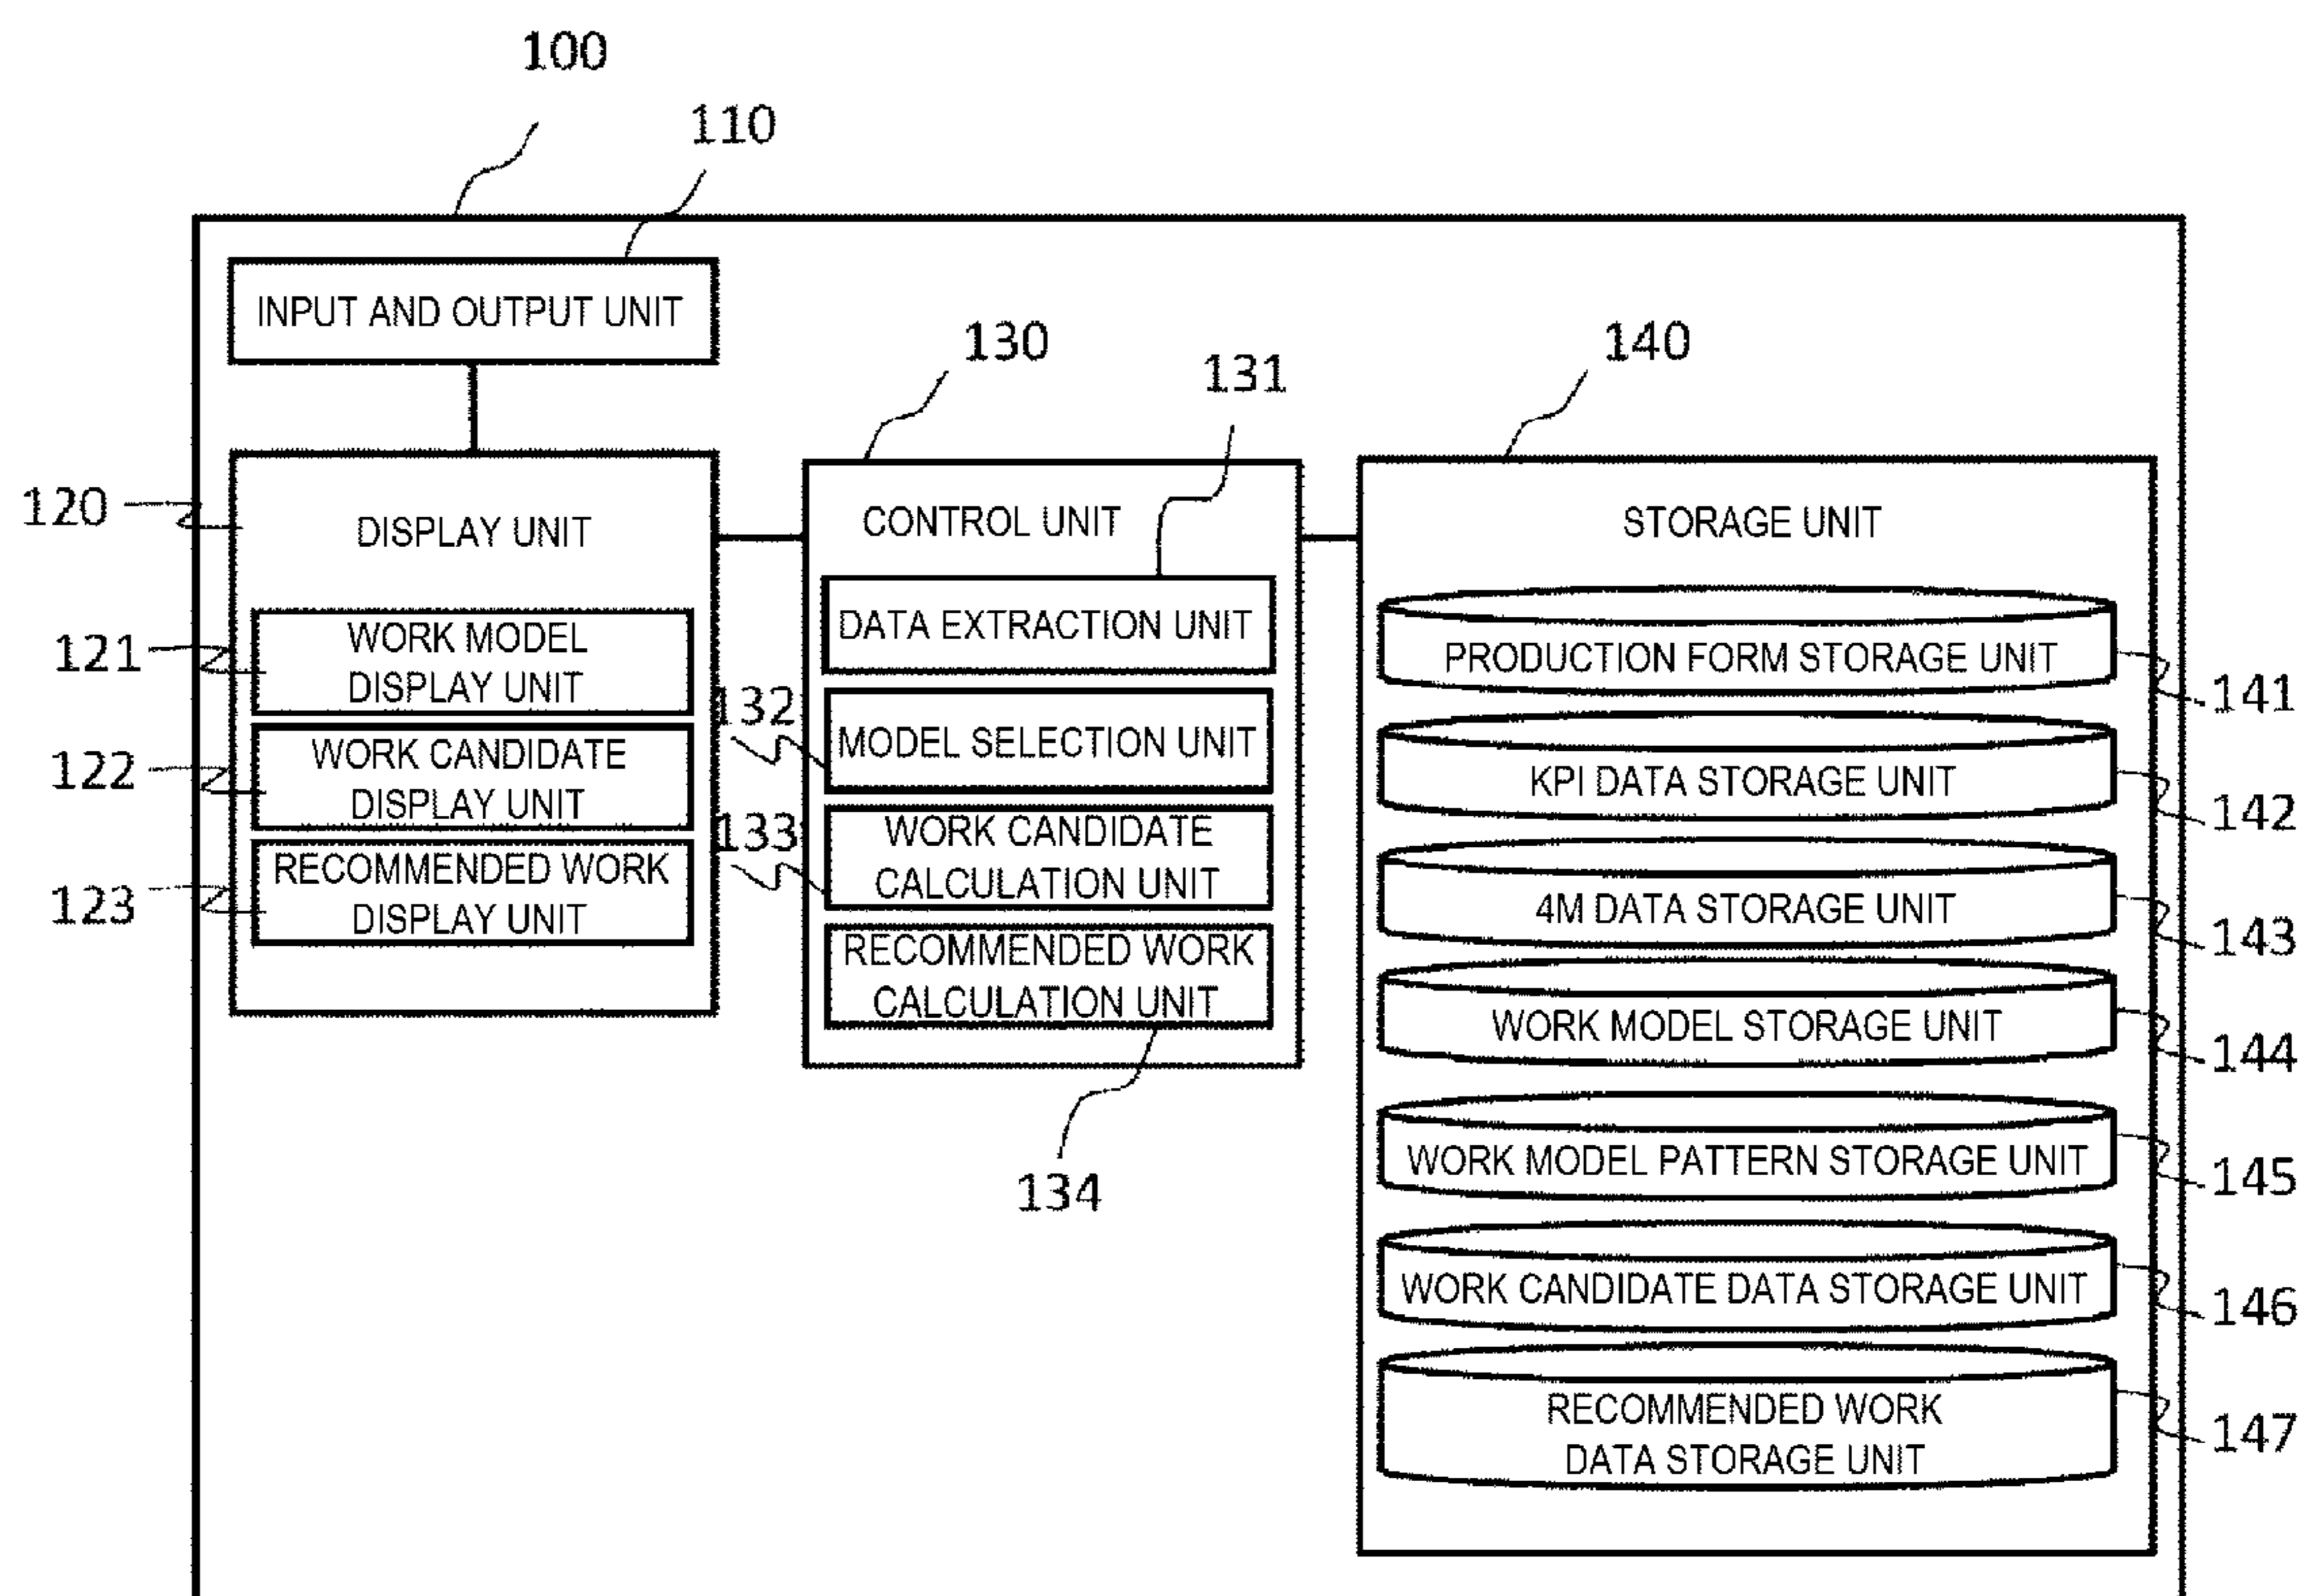 100
110
INPUT AND OUTPUT UNIT
120
DISPLAY UNIT
121
WORK MODEL
DISPLAY UNIT
122
WORK CANDIDATE
DISPLAY UNIT
123
RECOMMENDED WORK
DISPLAY UNIT
130
CONTROL UNIT
131
DATA EXTRACTION UNIT
132
MODEL SELECTION UNIT
133
WORK CANDIDATE
CALCULATION UNIT
RECOMMENDED WORK
CALCULATION UNIT
134
140
STORAGE UNIT
PRODUCTION FORM STORAGE UNIT
141
KPI DATA STORAGE UNIT
142
4M DATA STORAGE UNIT
143
WORK MODEL STORAGE UNIT
144
WORK MODEL PATTERN STORAGE UNIT
145
WORK CANDIDATE DATA STORAGE UNIT
146
RECOMMENDED WORK
DATA STORAGE UNIT
147